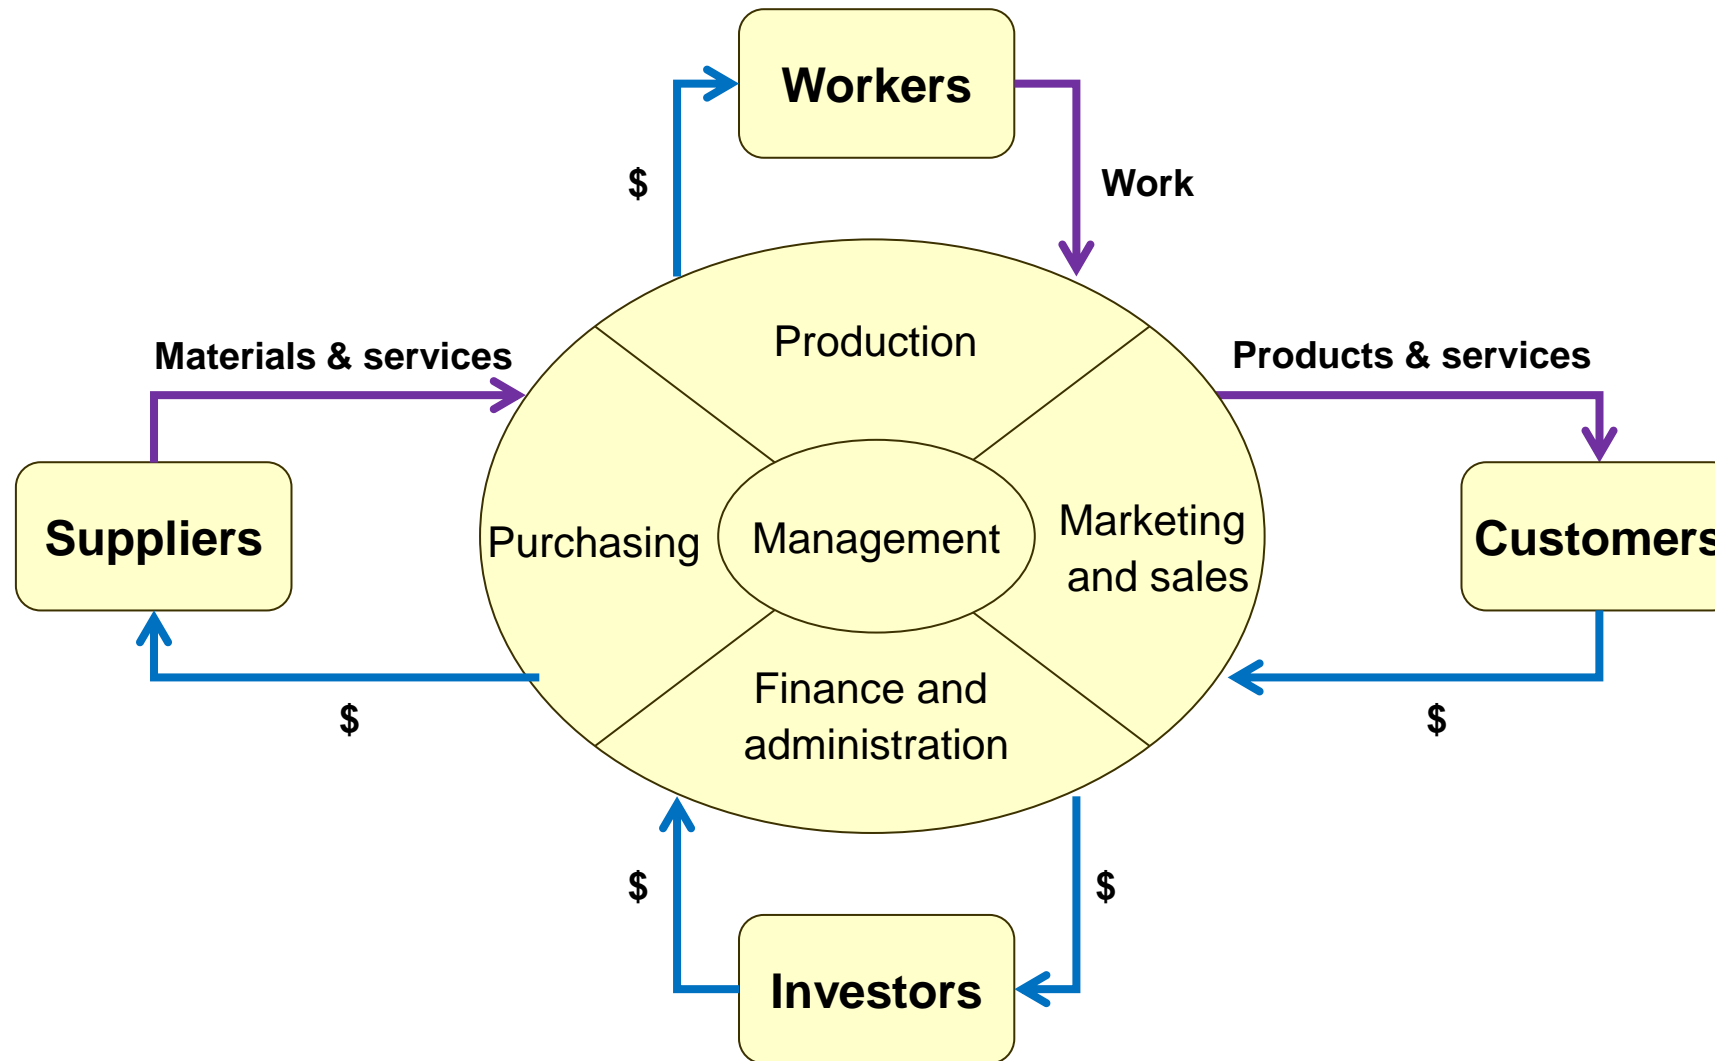 Workers
$
Work
Production
Materials & services
Products & services
Suppliers
Purchasing
Management
Marketing
and sales
Customers
Finance and
administration
$
$
$
$
Investors